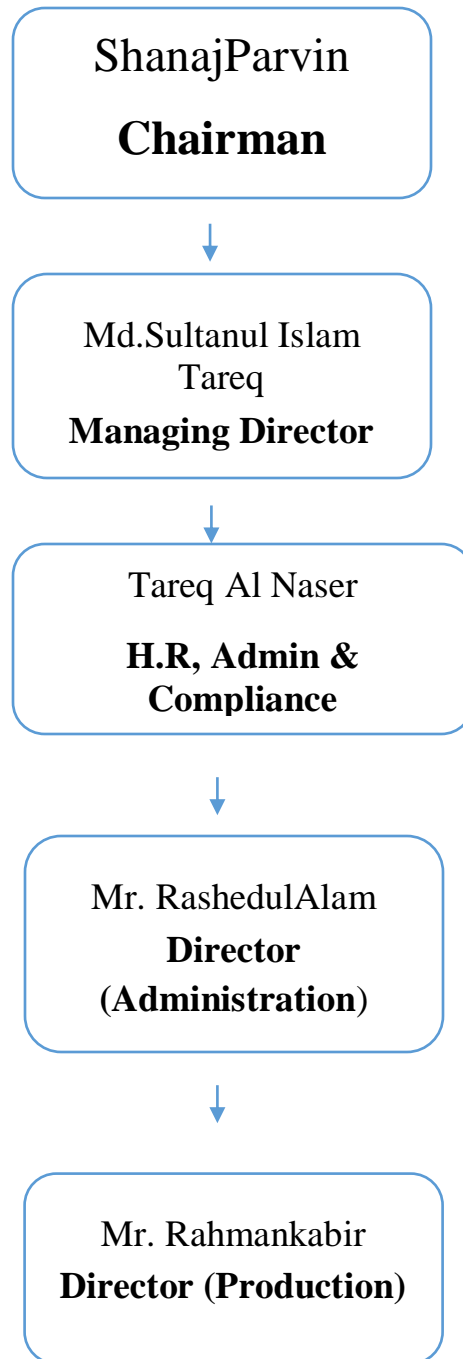 ShanajParvin
Chairman
Md.Sultanul Islam
Tareq
Managing Director
Tareq Al Naser
H.R, Admin &
Compliance
Mr. RashedulAlam
Director
(Administration)
Mr. Rahmankabir
Director (Production)